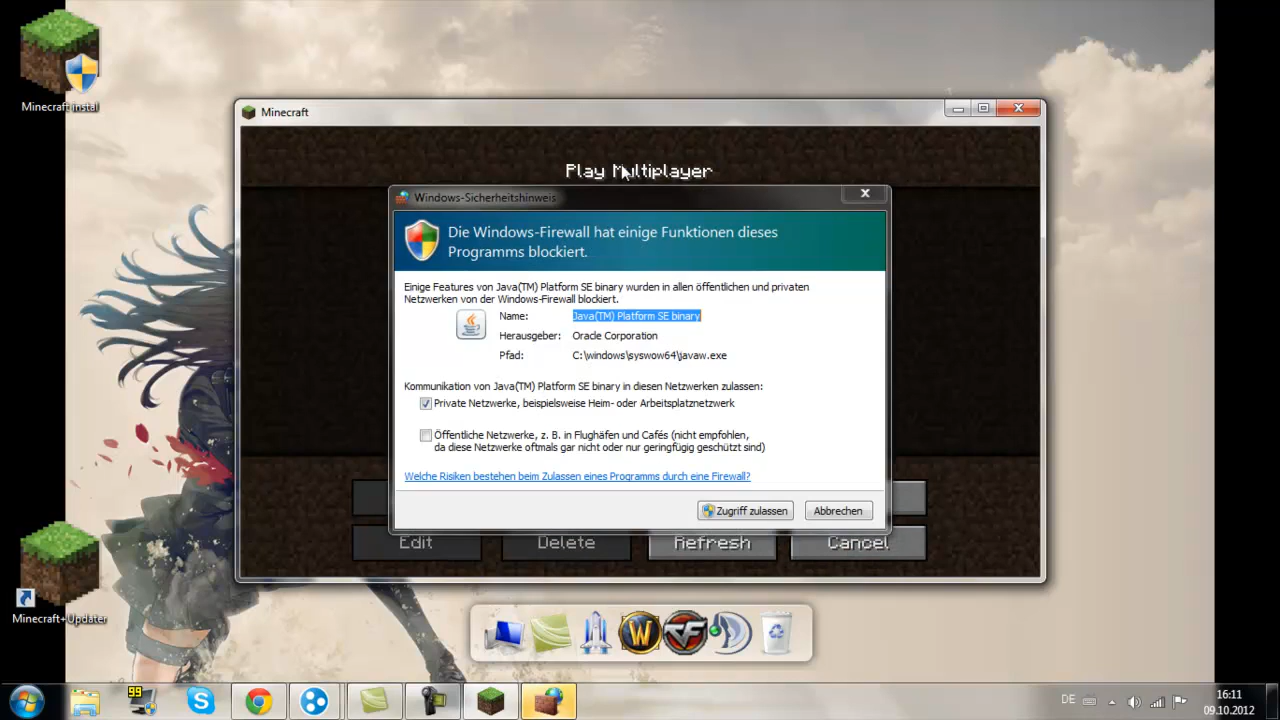 Minecraft instal
Minecraft
Play Multiplayer
Windows-Sicherheitshinweis
Die Windows-Firewall hat einige Funktionen dieses
Programms blockiert.
Einige Features von Java(TM) Platform SE binary wurden in allen öffentlichen und privaten
Netzwerken von der Windows-Firewall blockiert.
Name: Java(TM) Platform SE binary
Herausgeber: Oracle Corporation
Pfad: C:\windows\syswow64\javaw.exe
Kommunikation von Java(TM) Platform SE binary in diesen Netzwerken zulassen:
Private Netzwerke, beispielsweise Heim- oder Arbeitsplatznetzwerk
Öffentliche Netzwerke, z. B. in Flughäfen und Cafés (nicht empfohlen,
da diese Netzwerke oftmals gar nicht oder nur geringfügig geschützt sind)
Welche Risiken bestehen beim Zulassen eines Programms durch eine Firewall?
Zugriff zulassen Abbrechen
Edit Delete Refresh Cancel
Minecraft+Updater
W
99
DE
16:11
09.10.2012